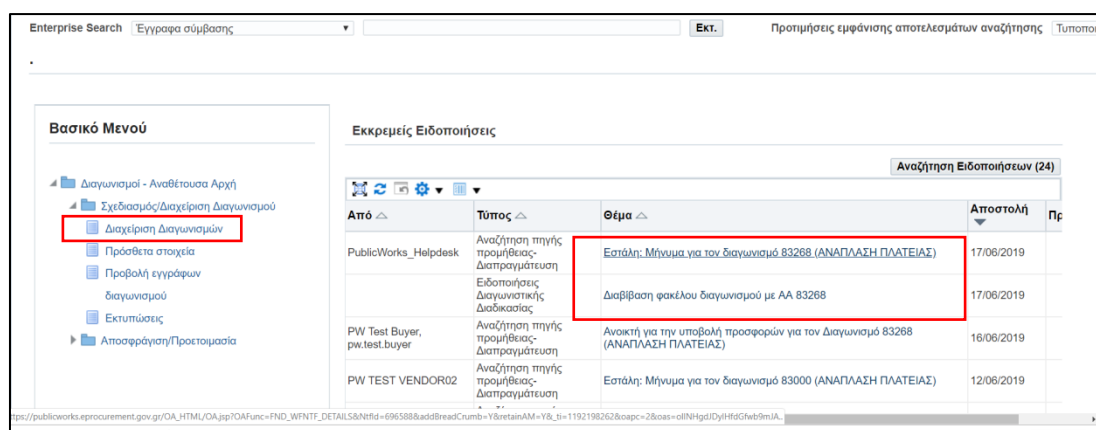 Enterprise Search Έγγραφα σύμβασης Εκτ. Προτιμήσεις εμφάνισης αποτελεσμάτων αναζήτησης
Βασικό Μενού
Διαγωνισμοί - Αναθέτουσα Αρχή
Σχεδιασμός/Διαχείριση Διαγωνισμού
Διαχείριση Διαγωνισμών
Πρόσθετα στοιχεία
Προβολή εγγράφων
διαγωνισμού
Εκτυπώσεις
Αποσφράγιση/Προετοιμασία
Εκκρεμείς Ειδοποιήσεις
Αναζήτηση Ειδοποιήσεων (24)
Από Τύπος Θέμα Αποστολή
PublicWorks_Helpdesk
Αναζήτηση πηγής
προμήθειας-
Διαπραγμάτευση
Εστάλη: Μήνυμα για τον διαγωνισμό 83268 (ΑΝΑΠΛΑΣΗ ΠΛΑΤΕΙΑΣ)
17/06/2019
Ειδοποιήσεις
Διαγωνιστικής
Διαδικασίας
Διαβίβαση φακέλου διαγωνισμού με ΑΑ 83268
17/06/2019
PW Test Buyer,
pw.test.buyer
Αναζήτηση πηγής
προμήθειας-
Διαπραγμάτευση
Ανοικτή για την υποβολή προσφορών για τον Διαγωνισμό 83268
(ΑΝΑΠΛΑΣΗ ΠΛΑΤΕΙΑΣ)
16/06/2019
PW TEST VENDOR02
Αναζήτηση πηγής
προμήθειας-
Διαπραγμάτευση
Εστάλη: Μήνυμα για τον διαγωνισμό 83000 (ΑΝΑΠΛΑΣΗ ΠΛΑΤΕΙΑΣ)
12/06/2019